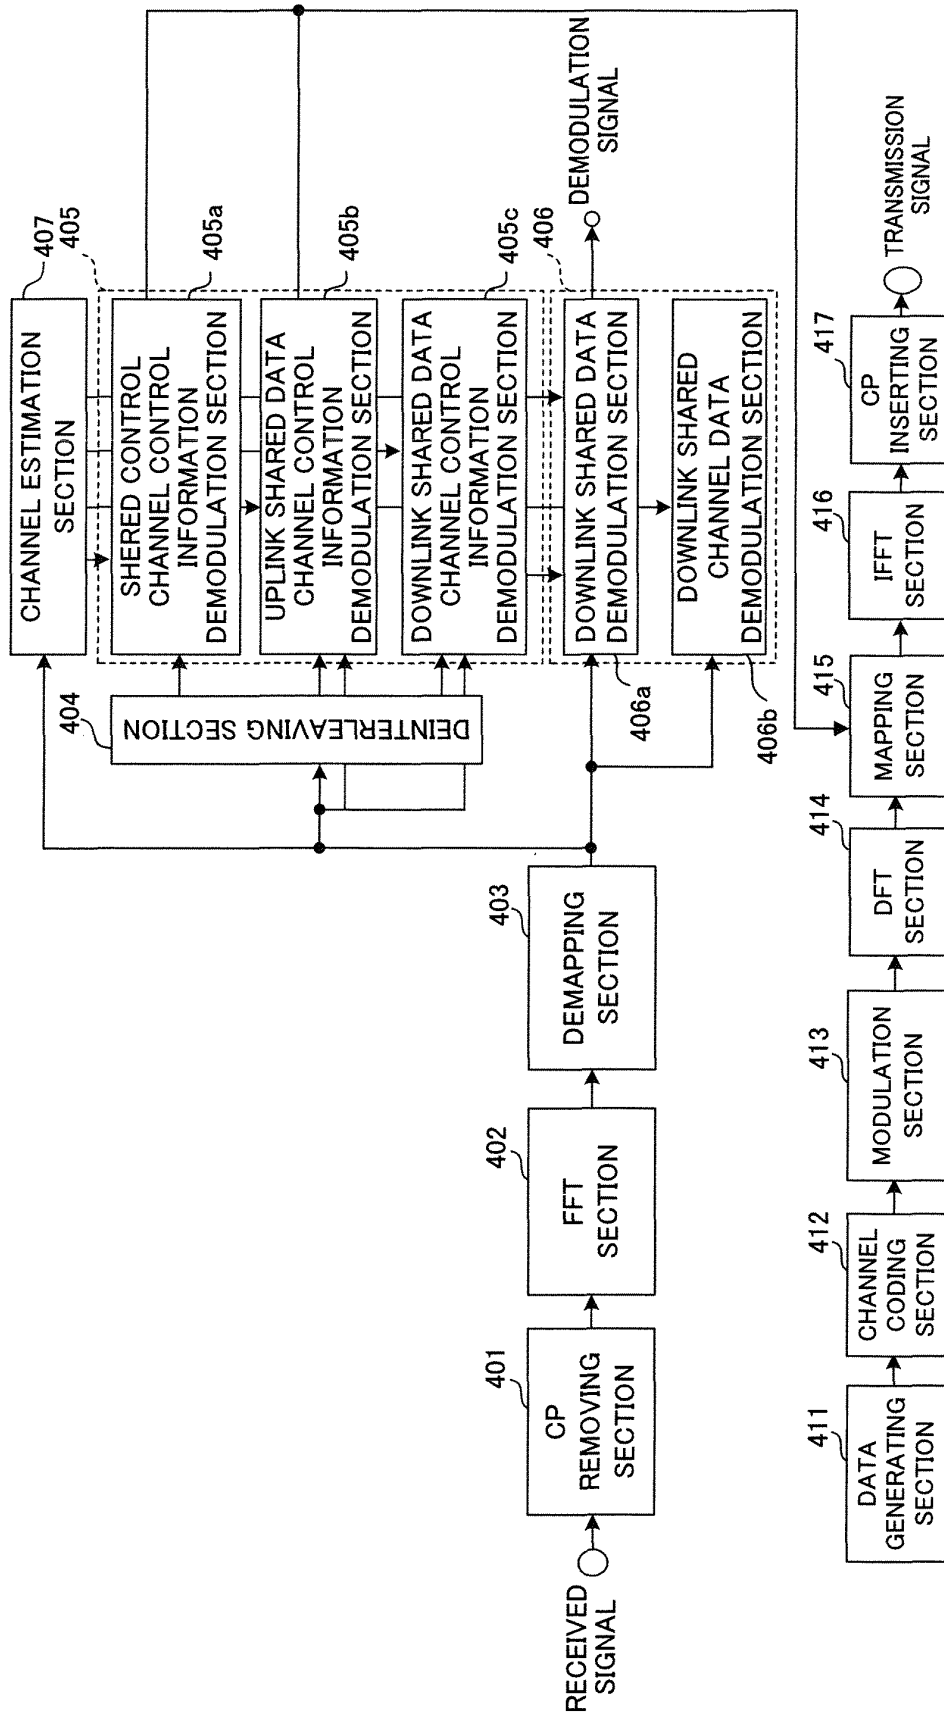 407
CHANNEL ESTIMATION
SECTION
405
405a
SHERED CONTROL
CHANNEL CONTROL
INFORMATION
DEMODULATION SECTION
405b
UPLINK SHARED DATA
CHANNEL CONTROL
INFORMATION
DEMODULATION SECTION
405c
DOWNLINK SHARED DATA
CHANNEL CONTROL
INFORMATION
DEMODULATION SECTION
404
DEINTERLEAVING SECTION
406
DOWNLINK SHARED DATA
DEMODULATION SECTION
406a
DEMODULATION
SIGNAL
DOWNLINK SHARED
CHANNEL DATA
DEMODULATION SECTION
406b
RECEIVED
SIGNAL
401
CP
REMOVING
SECTION
402
FFT
SECTION
403
DEMAPPING
SECTION
411
DATA
GENERATING
SECTION
412
CHANNEL
CODING
SECTION
413
MODULATION
SECTION
414
DFT
SECTION
415
MAPPING
SECTION
416
IFFT
SECTION
417
CP
INSERTING
SECTION
TRANSMISSION
SIGNAL